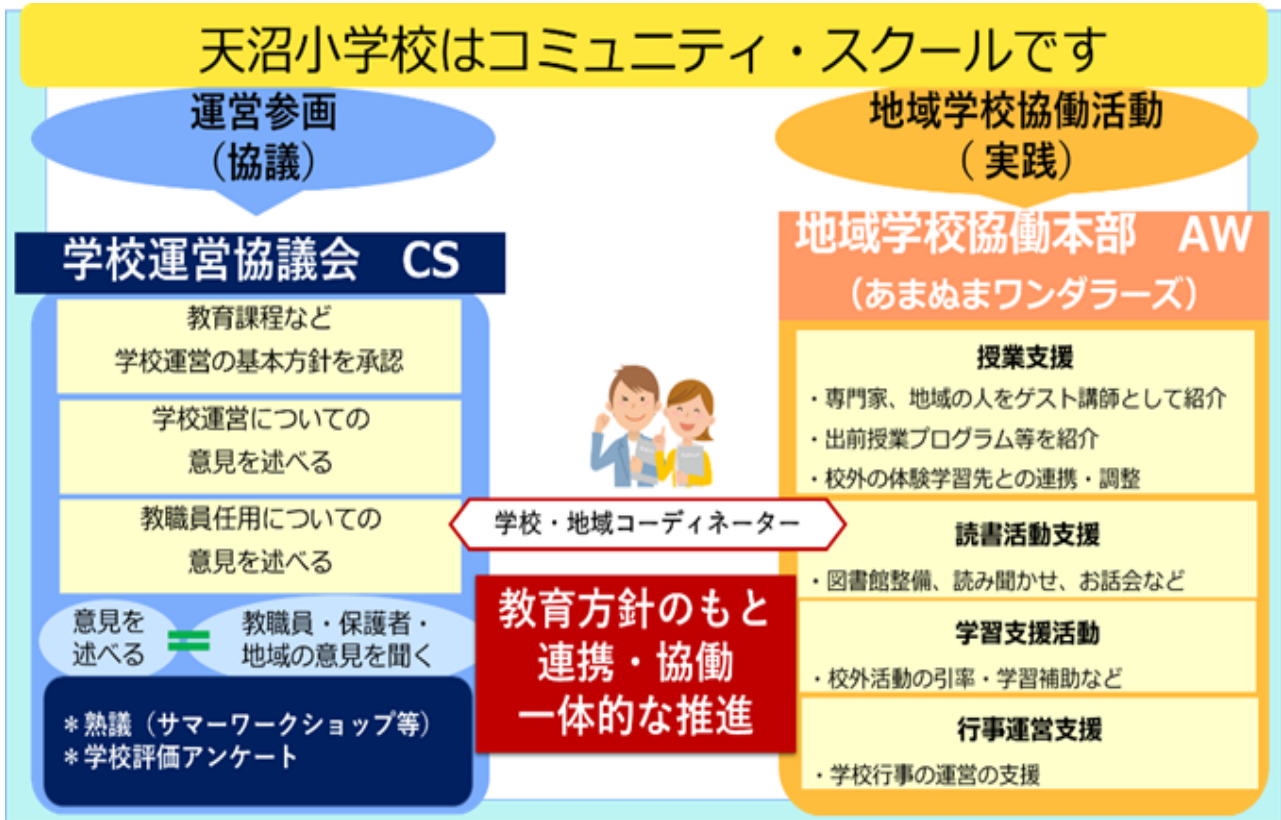 天沼小学校はコミュニティ・スクールです
運営参画
（協議）
学校運営協議会　CS
教育課程など
学校運営の基本方針を承認
学校運営についての
意見を述べる
教職員任用についての
意見を述べる
意見を
述べる
＝
教職員・保護者・
地域の意見を聞く
＊熟議（サマーワークショップ等）
＊学校評価アンケート
学校・地域コーディネーター
教育方針のもと
連携・協働
一体的な推進
地域学校協働活動
（ 実践）
地域学校協働本部　AW
（あまぬまワンダラーズ）
授業支援
・専門家、地域の人をゲスト講師として紹介
・出前授業プログラム等を紹介
・校外の体験学習先との連携・調整
読書活動支援
・図書館整備、読み聞かせ、お話会など
学習支援活動
・校外活動の引率・学習補助など
行事運営支援
・学校行事の運営の支援